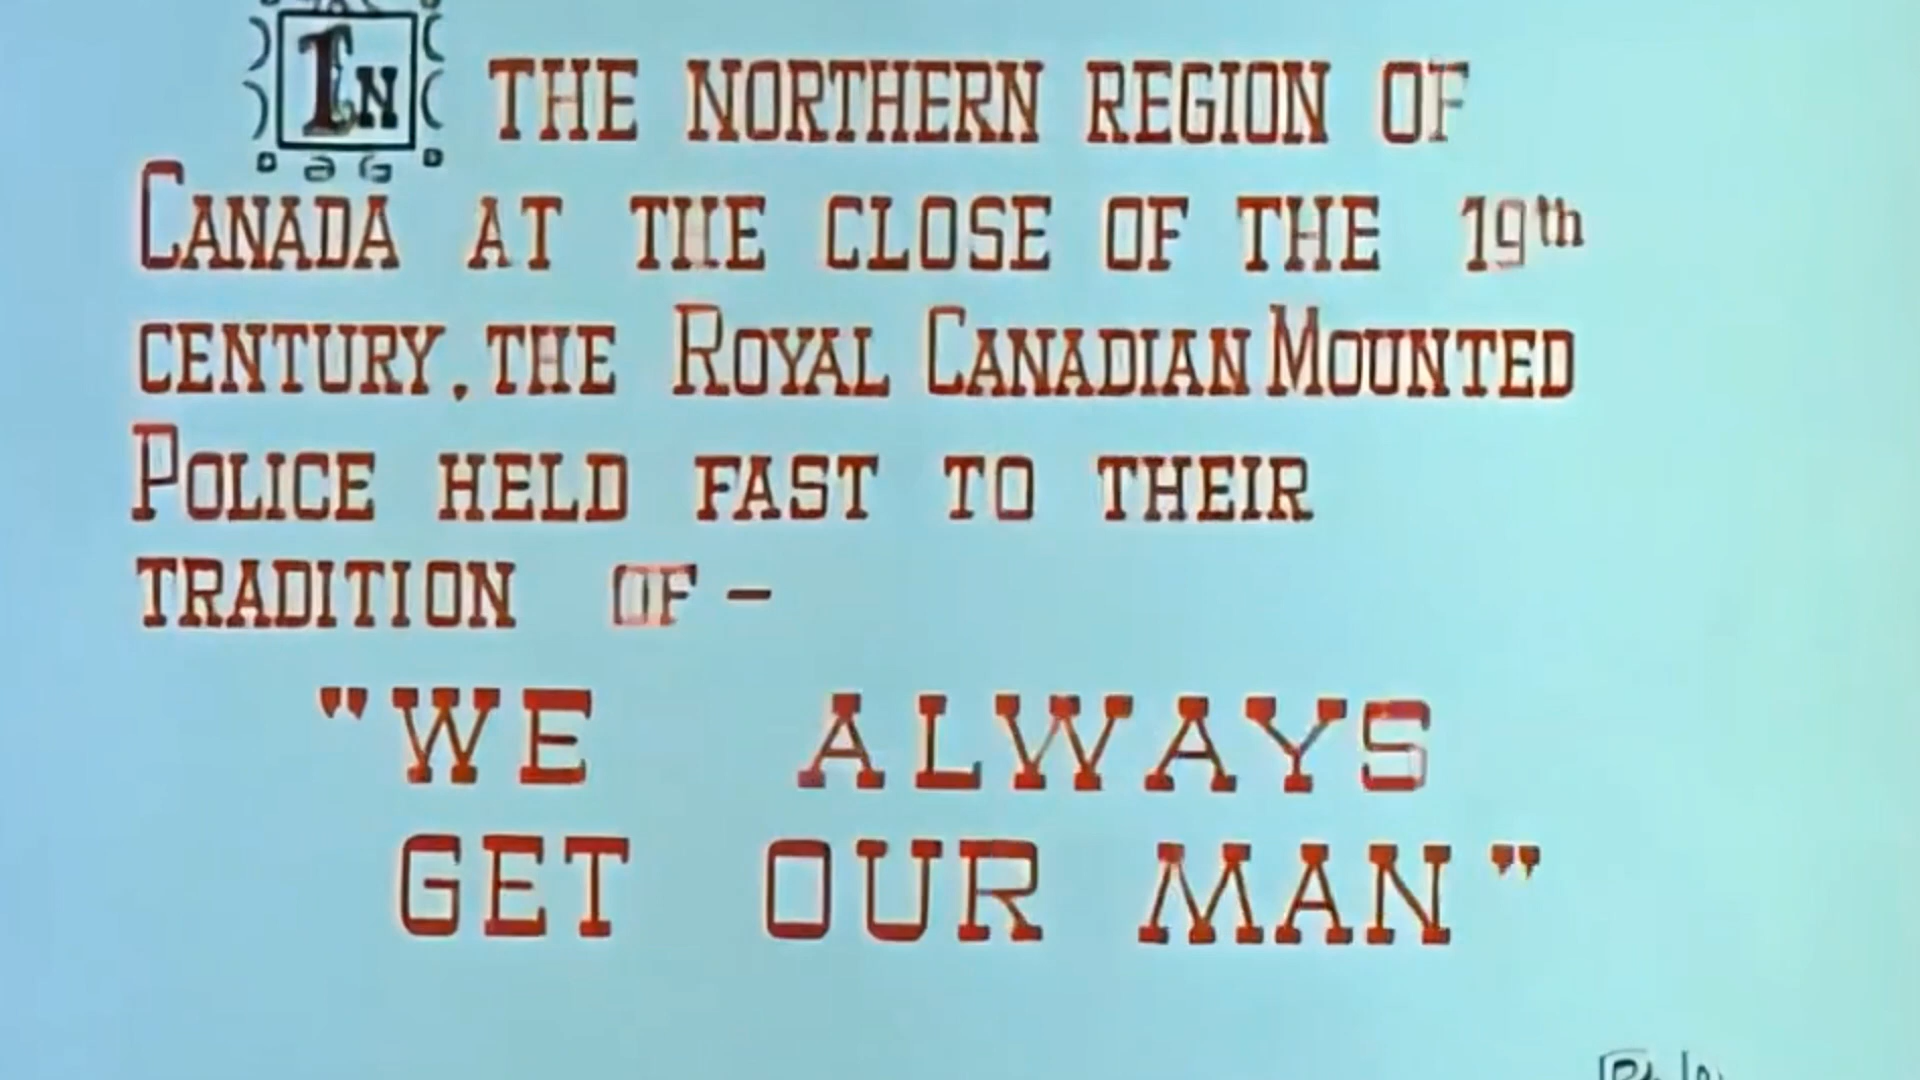 In THE NORTHERN REGION OF
CANADA AT THE CLOSE OF THE 19th
CENTURY, THE ROYAL CANADIAN MOUNTED
POLICE HELD FAST TO THEIR
TRADITION OF -
"WE ALWAYS
GET OUR MAN"